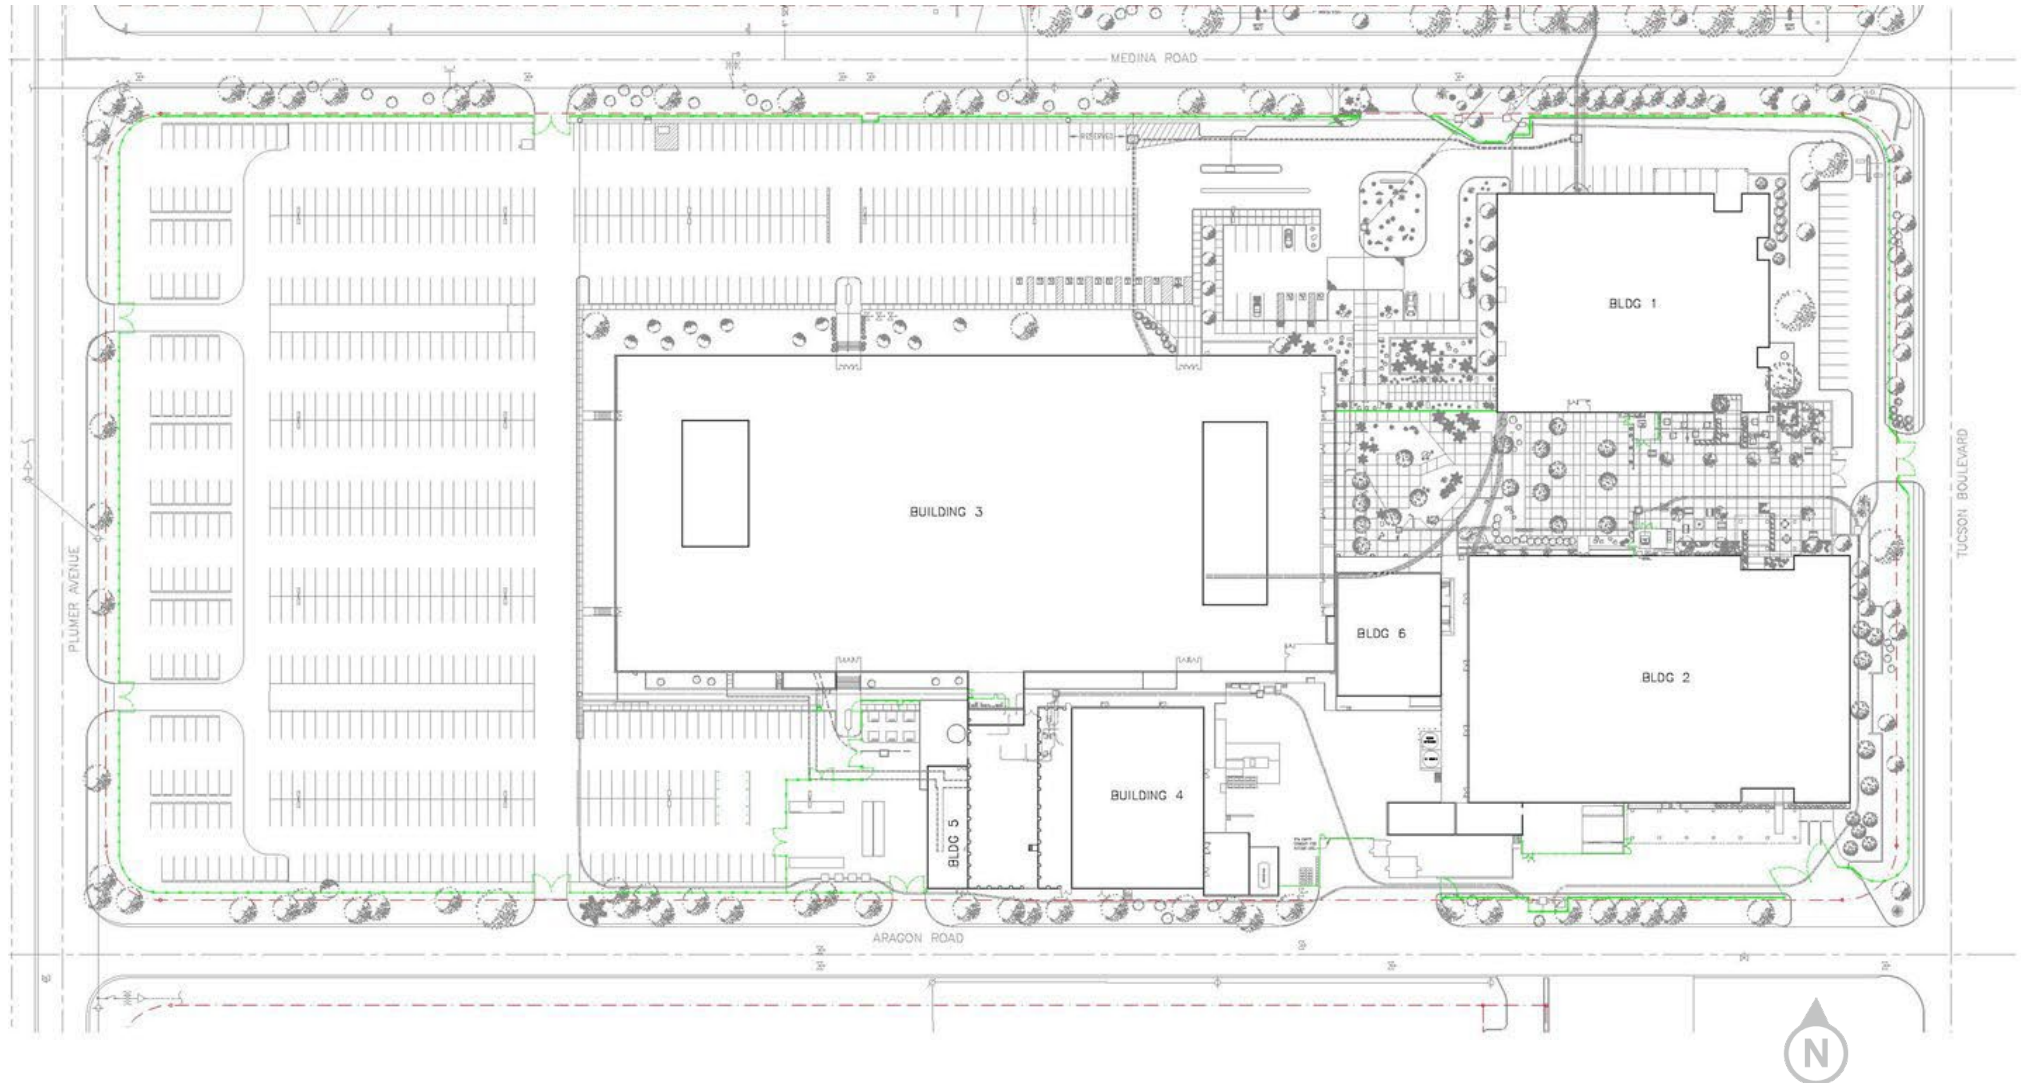 MEDINA ROAD
RESERVED
BLDG 1
TUCSON BOULEVARD
BUILDING 3
PLUMER AVENUE
BLDG 6
BLDG 2
BUILDING 4
BLDG 5
ARAGON ROAD
N